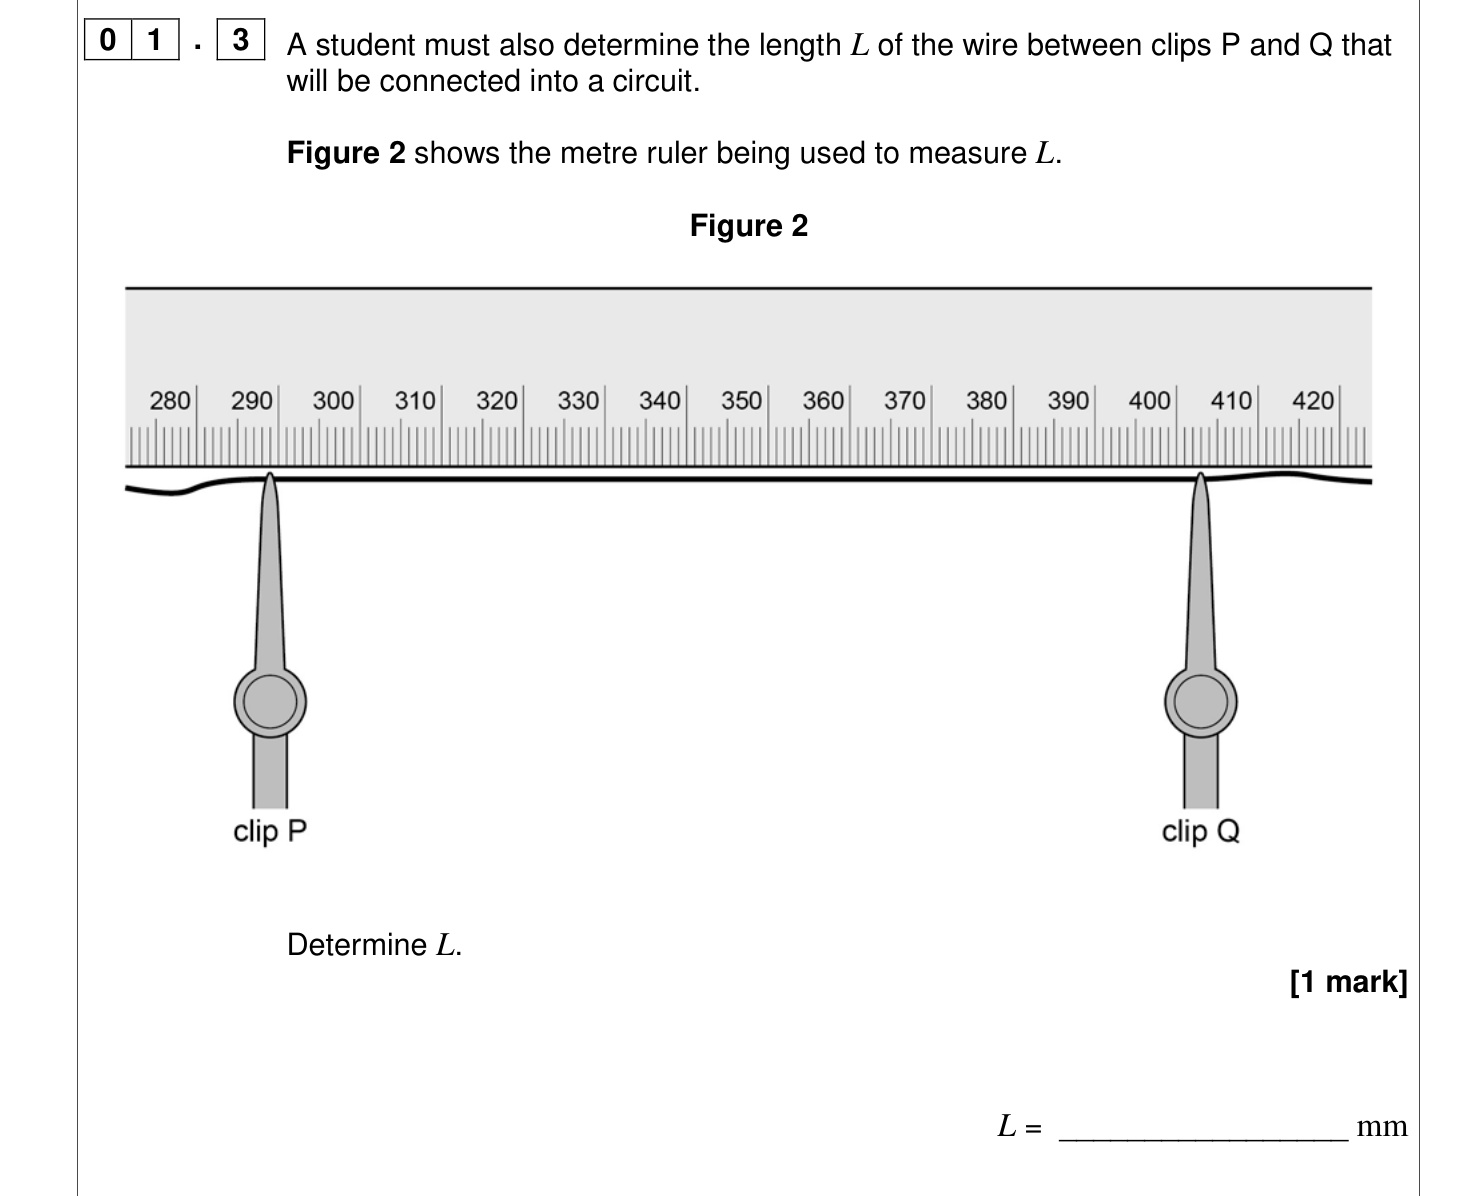 0 1 . 3 A student must also determine the length L of the wire between clips P and Q that
will be connected into a circuit.
Figure 2 shows the metre ruler being used to measure L.
Figure 2
280 290 300 310 320 330 340 350 360 370 380 390 400 410 420
clip P clip Q
Determine L.
[1 mark]
L = _________________ mm